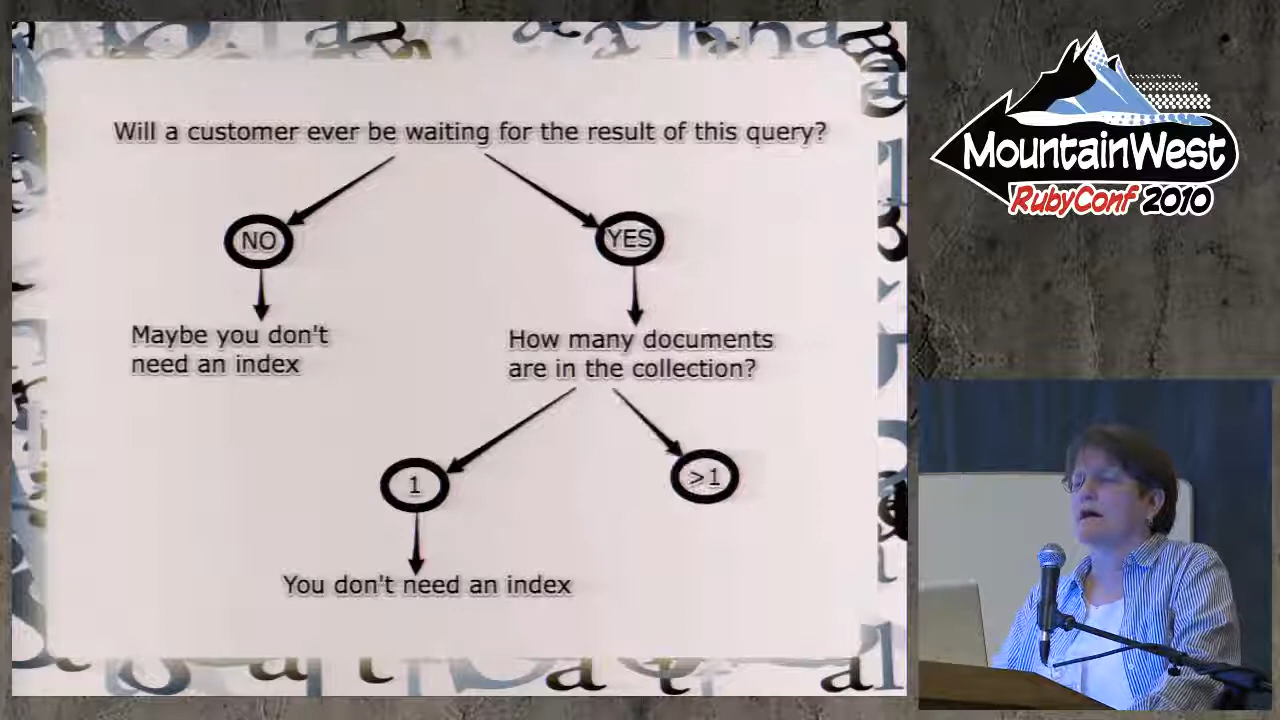 Will a customer ever be waiting for the result of this query?
NO
YES
Maybe you don't
need an index
How many documents
are in the collection?
1
>1
You don't need an index
MountainWest
RubyConf 2010